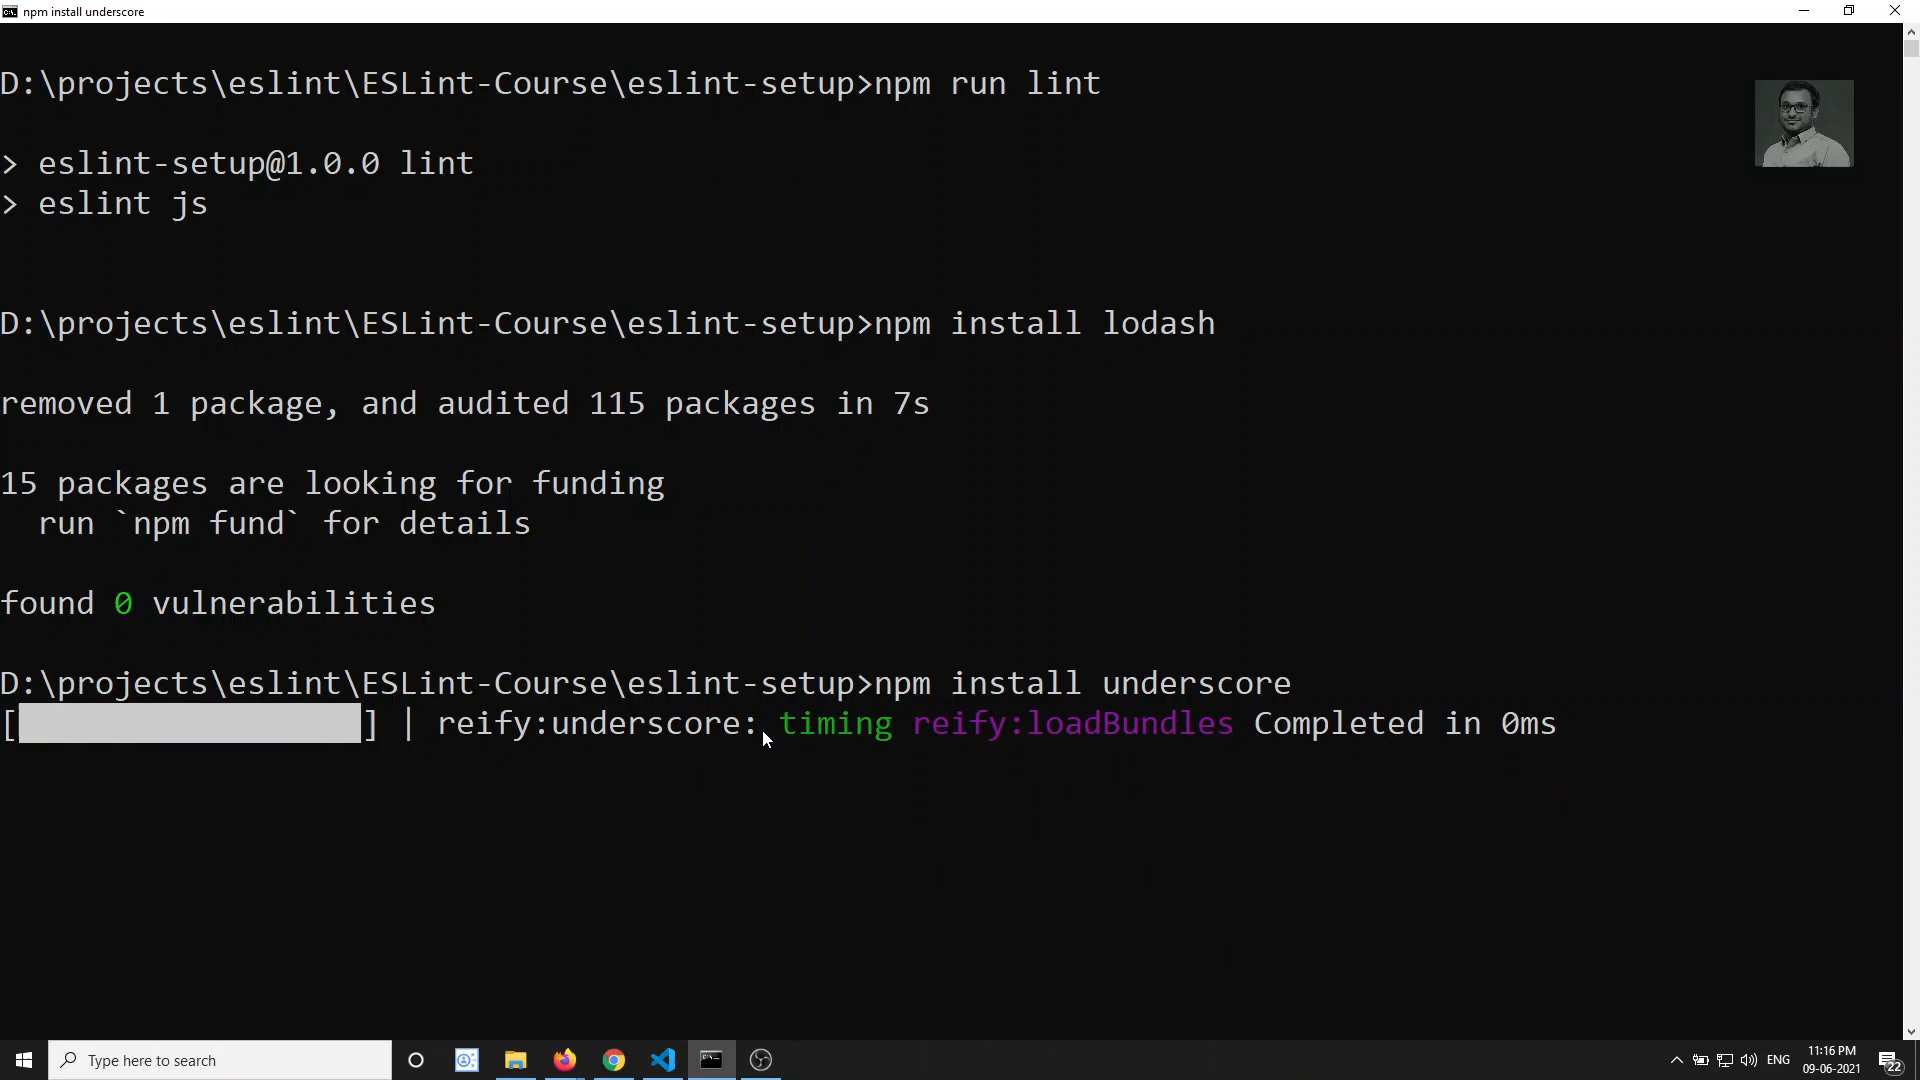 npm install underscore
D:\projects\eslint\ESLint-Course\eslint-setup>npm run lint
> eslint-setup@1.0.0 lint
> eslint js
D:\projects\eslint\ESLint-Course\eslint-setup>npm install lodash
removed 1 package, and audited 115 packages in 7s
15 packages are looking for funding
run `npm fund` for details
found 0 vulnerabilities
D:\projects\eslint\ESLint-Course\eslint-setup>npm install underscore
[ ] | reify:underscore: timing reify:loadBundles Completed in 0ms
Type here to search
ENG
11:16 PM
09-06-2021
22